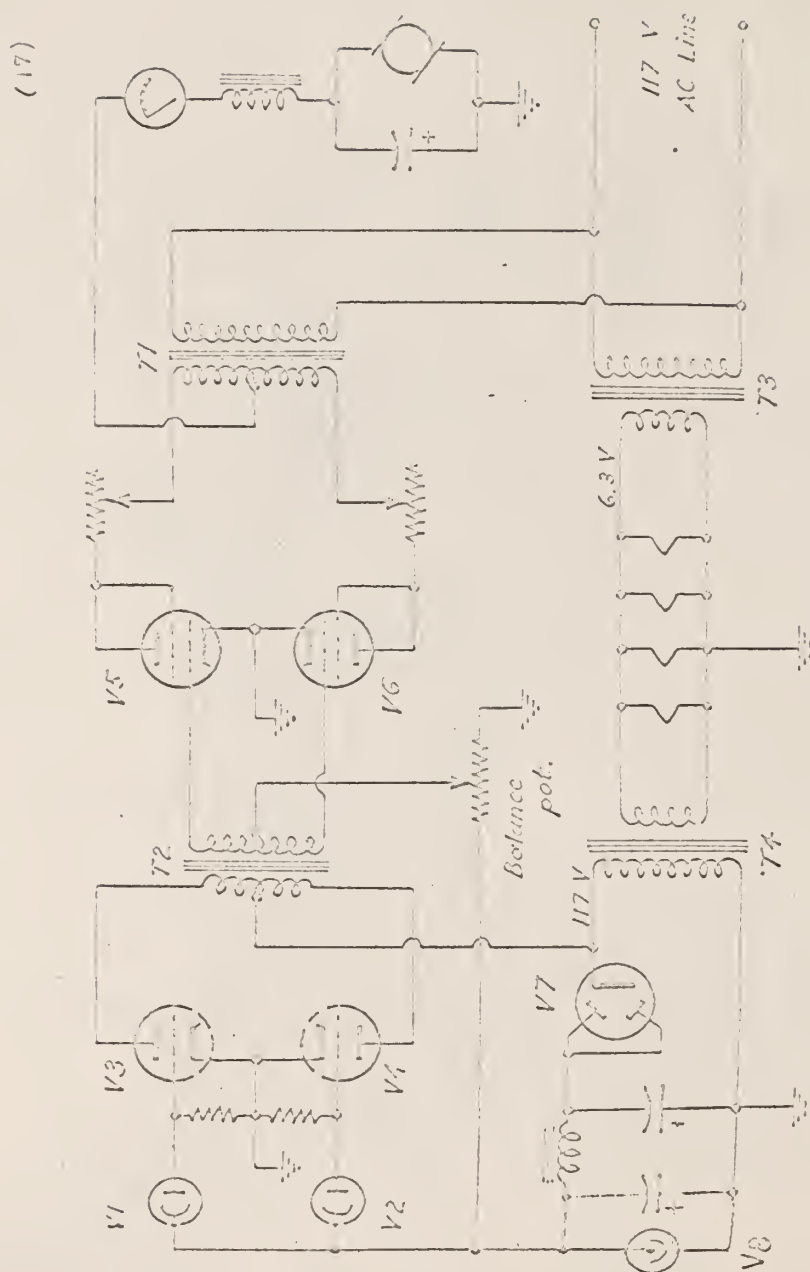 (17)
117 V
AC Line
T1
T3
6.3 V
V5
V6
T2
Balance
pot.
117 V
T4
V3
V4
V7
V1
V2
V8